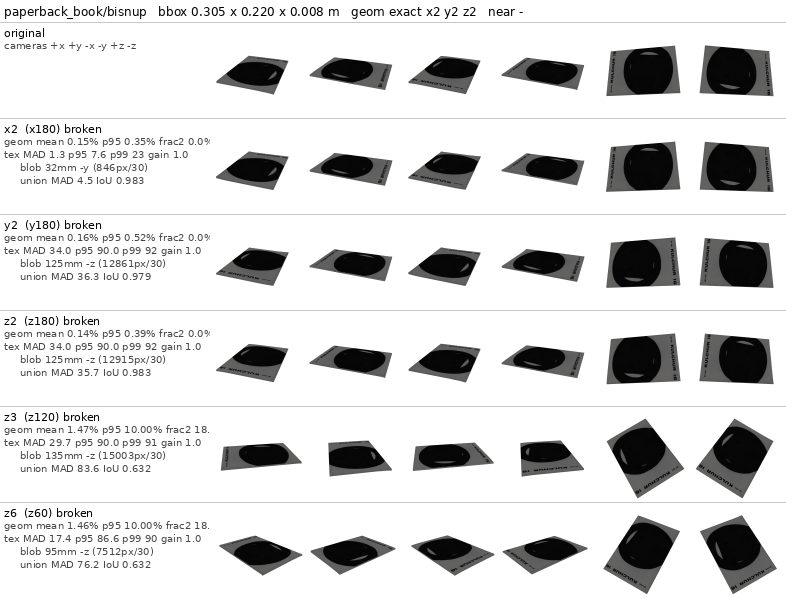 paperback_book/bisnup bbox 0.305 x 0.220 x 0.008 m geom exact x2 y2 z2 near -
original
cameras +x +y -x -y +z -z
x2 (x180) broken
geom mean 0.15% p95 0.35% frac2 0.0%
tex MAD 1.3 p95 7.6 p99 23 gain 1.0
blob 32mm -y (846px/30)
union MAD 4.5 IoU 0.983
y2 (y180) broken
geom mean 0.16% p95 0.52% frac2 0.0%
tex MAD 34.0 p95 90.0 p99 92 gain 1.0
blob 125mm -z (12861px/30)
union MAD 36.3 IoU 0.979
z2 (z180) broken
geom mean 0.14% p95 0.39% frac2 0.0%
tex MAD 34.0 p95 90.0 p99 92 gain 1.0
blob 125mm -z (12915px/30)
union MAD 35.7 IoU 0.983
z3 (z120) broken
geom mean 1.47% p95 10.00% frac2 18.
tex MAD 29.7 p95 90.0 p99 91 gain 1.0
blob 135mm -z (15003px/30)
union MAD 83.6 IoU 0.632
z6 (z60) broken
geom mean 1.46% p95 10.00% frac2 18.
tex MAD 17.4 p95 86.6 p99 90 gain 1.0
blob 95mm -z (7512px/30)
union MAD 76.2 IoU 0.632